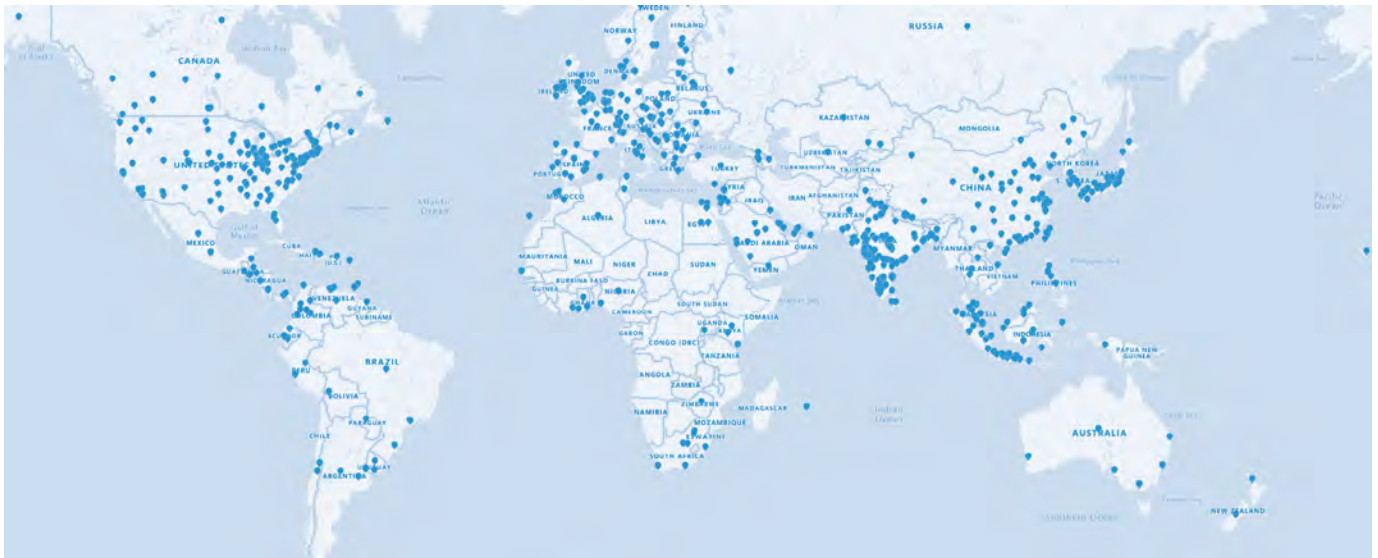 SWEDEN
FINLAND
RUSSIA
NORWAY
CANADA
UNITED
KINGDOM
BELARUS
IRELAND
POLAND
UKRAINE
FRANCE
KAZAKHSTAN
MONGOLIA
UZBEKISTAN
NORTH KOREA
UNITED STATES
SPAIN
GREECE
TURKEY
TURKMENISTAN
TAJIKISTAN
CHINA
JAPAN
PORTUGAL
SYRIA
MOROCCO
IRAQ
IRAN
AFGHANISTAN
Atlantic
Ocean
Pacific
Ocean
ALGERIA
LIBYA
EGYPT
PAKISTAN
Gulf of
Mexico
MEXICO
CUBA
SAUDI ARABIA
OMAN
MYANMAR
MAURITANIA
MALI
NIGER
CHAD
SUDAN
YEMEN
THAILAND
VIETNAM
PHILIPPINES
NICARAGUA
GUINEA
BURKINA FASO
NIGERIA
VENEZUELA
GUYANA
SURINAME
COLOMBIA
CAMEROON
SOUTH SUDAN
SOMALIA
ECUADOR
GABON
UGANDA
CONGO (DRC)
INDONESIA
BRAZIL
PERU
TANZANIA
PAPUA NEW
GUINEA
ANGOLA
ZAMBIA
BOLIVIA
ZIMBABWE
MADAGASCAR
Indian
Ocean
NAMIBIA
MOZAMBIQUE
PARAGUAY
AUSTRALIA
CHILE
ESWATINI
SOUTH AFRICA
URUGUAY
ARGENTINA
NEW ZEALAND